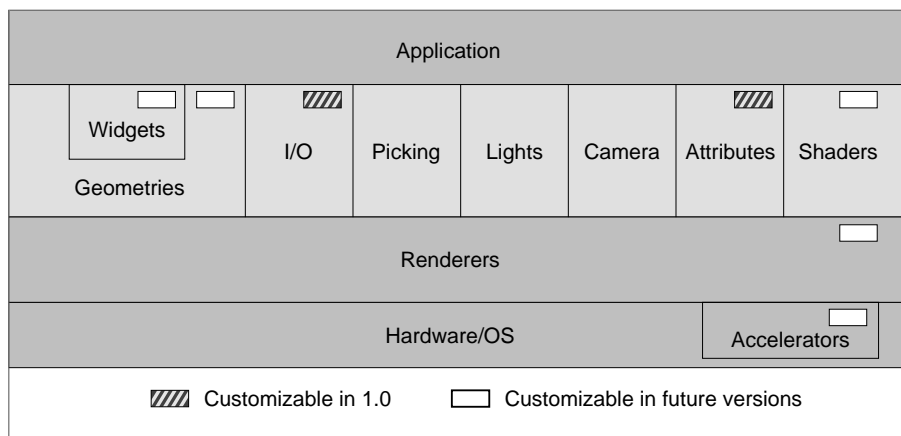 Application
Widgets
Geometries
I/O
Picking
Lights
Camera
Attributes
Shaders
Renderers
Hardware/OS
Accelerators
Customizable in 1.0
Customizable in future versions